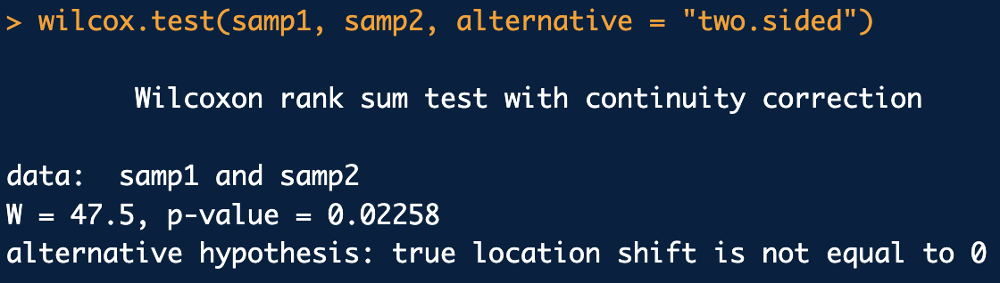 > wilcox.test(samp1, samp2, alternative = "two.sided")
Wilcoxon rank sum test with continuity correction
data:  samp1 and samp2
W = 47.5, p-value = 0.02258
alternative hypothesis: true location shift is not equal to 0